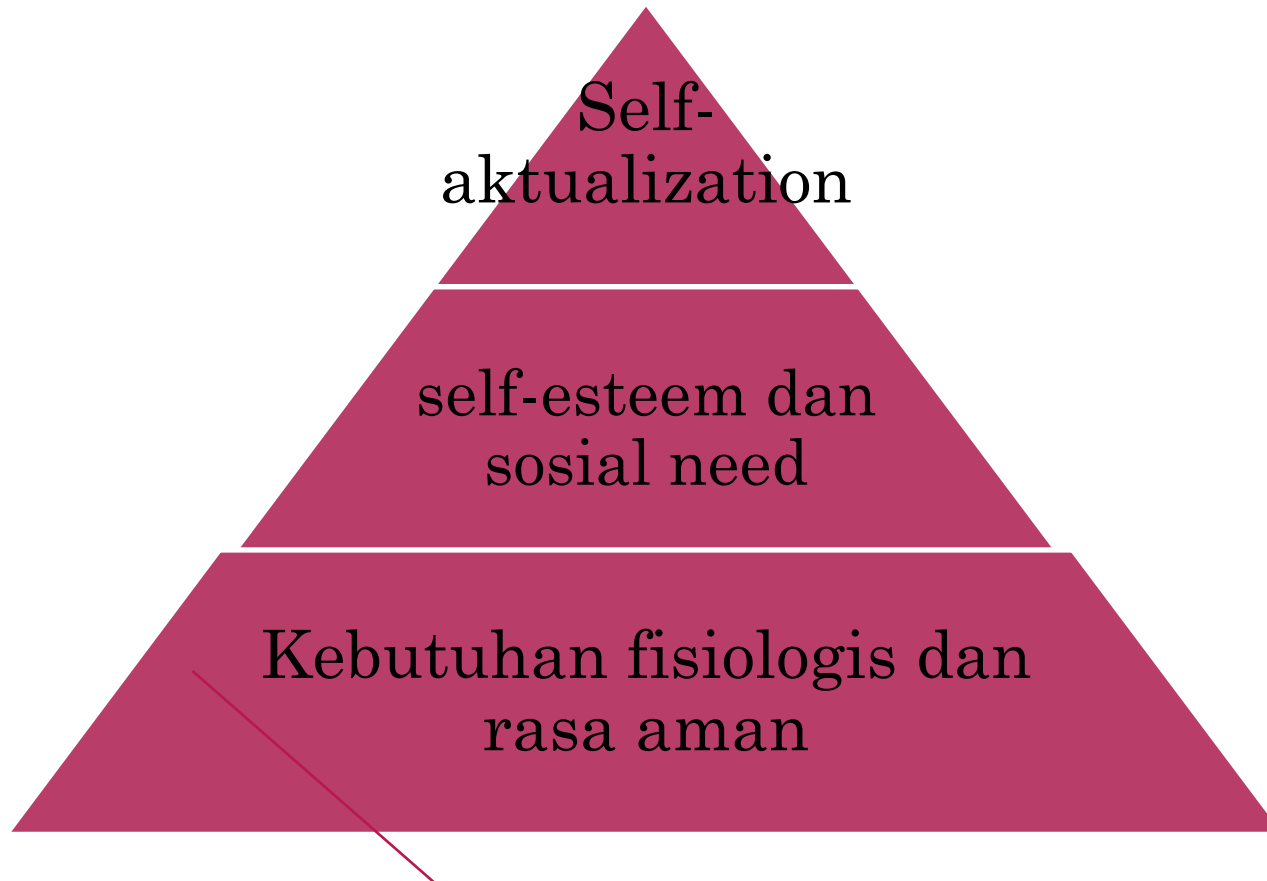 Self-
aktualization
self-esteem dan
sosial need
Kebutuhan fisiologis dan
rasa aman